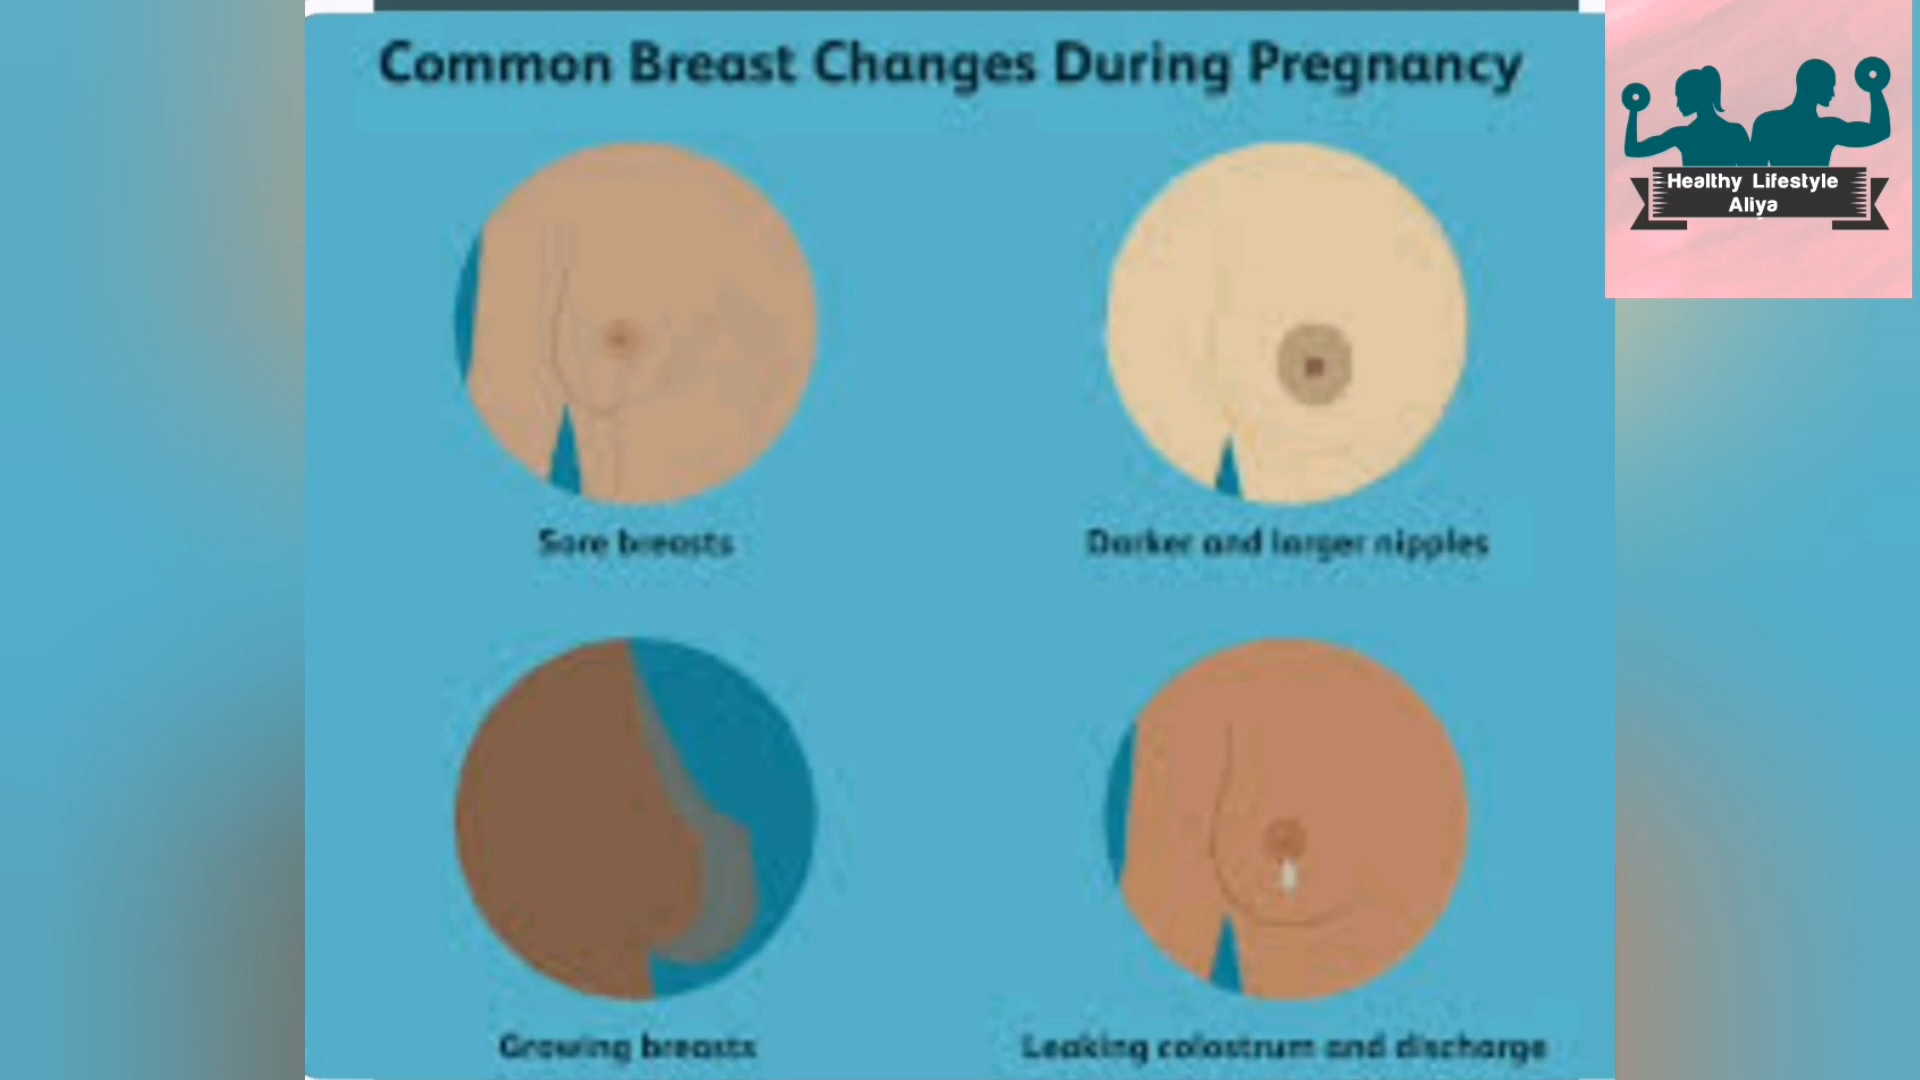 Common Breast Changes During Pregnancy
Healthy Lifestyle
Aliya
Sore breasts
Darker and larger nipples
Growing breasts
Leaking colostrum and discharge